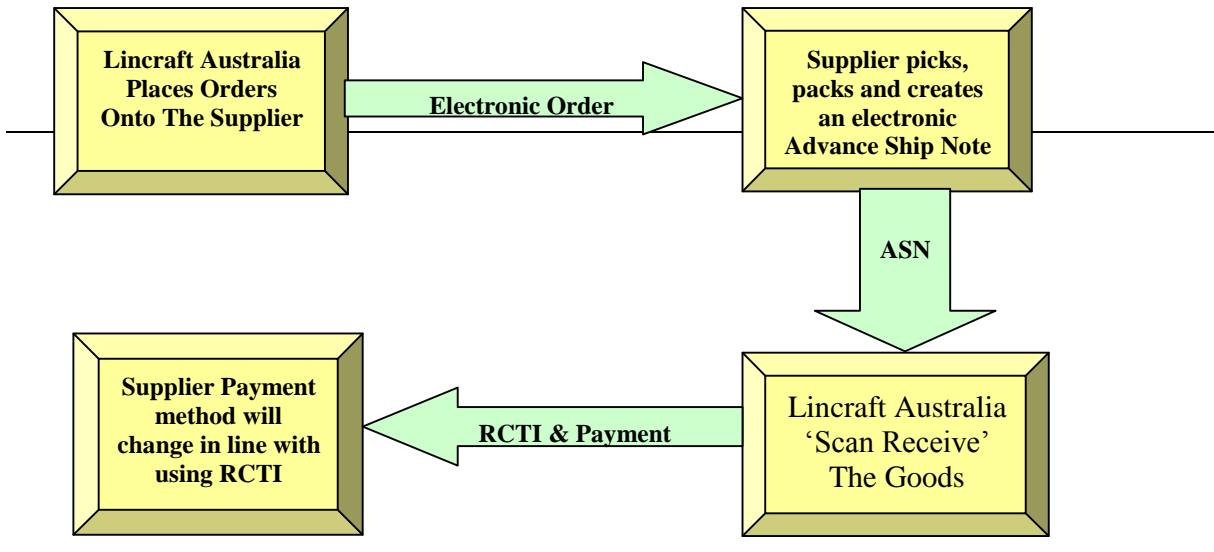 Lincraft Australia
Places Orders
Onto The Supplier
Electronic Order
Supplier picks,
packs and creates
an electronic
Advance Ship Note
ASN
Lincraft Australia
‘Scan Receive’
The Goods
RCTI & Payment
Supplier Payment
method will
change in line with
using RCTI